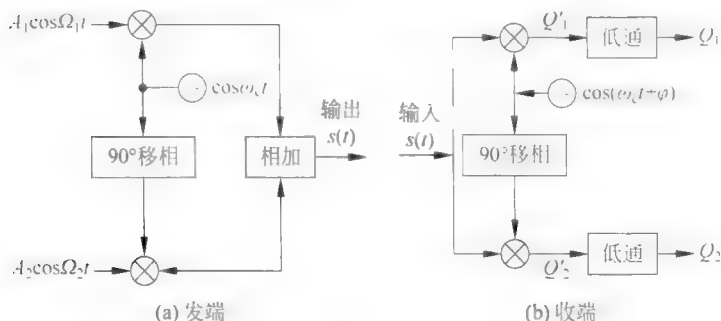 A₁cosΩ₁t
cosω꜀t
90°移相
相加
输出
s(t)
A₂cosΩ₂t
(a) 发端
输入
s(t)
Q′₁
低通
Q₁
cos(ω꜀t+φ)
90°移相
Q′₂
低通
Q₂
(b) 收端